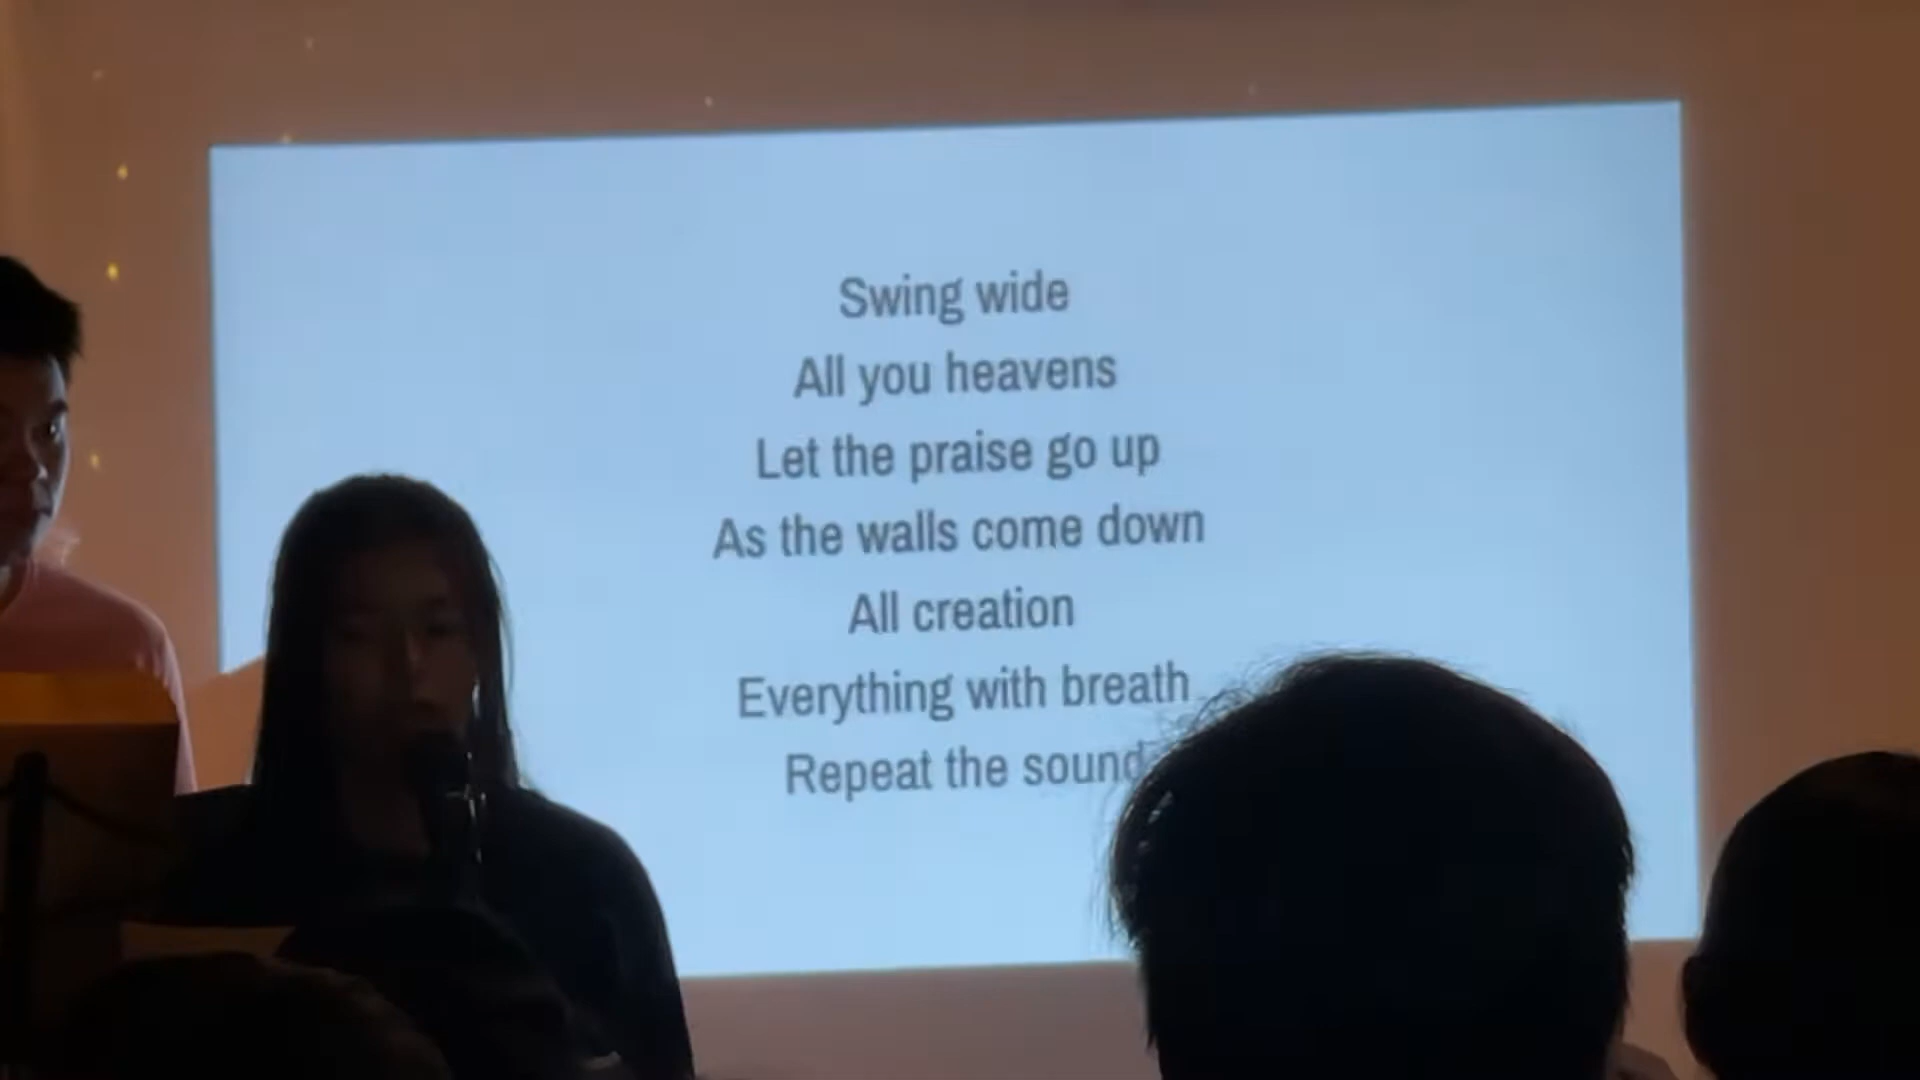 Swing wide
All you heavens
Let the praise go up
As the walls come down
All creation
Everything with breath
Repeat the sound